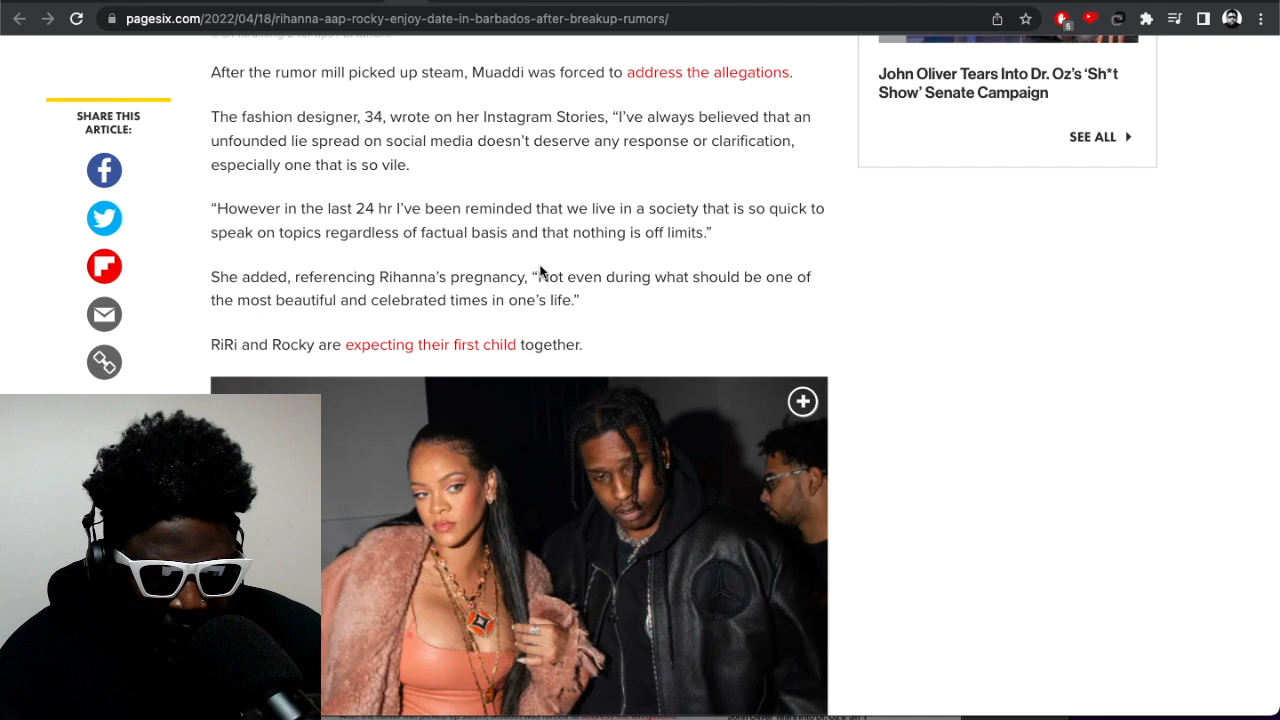 pagesix.com/2022/04/18/rihanna-aap-rocky-enjoy-date-in-barbados-after-breakup-rumors/
5
After the rumor mill picked up steam, Muaddi was forced to address the allegations.
SHARE THIS
ARTICLE:
The fashion designer, 34, wrote on her Instagram Stories, “I’ve always believed that an
unfounded lie spread on social media doesn’t deserve any response or clarification,
especially one that is so vile.
“However in the last 24 hr I’ve been reminded that we live in a society that is so quick to
speak on topics regardless of factual basis and that nothing is off limits.”
She added, referencing Rihanna’s pregnancy, “Not even during what should be one of
the most beautiful and celebrated times in one’s life.”
RiRi and Rocky are expecting their first child together.
John Oliver Tears Into Dr. Oz’s ‘Sh*t
Show’ Senate Campaign
SEE ALL